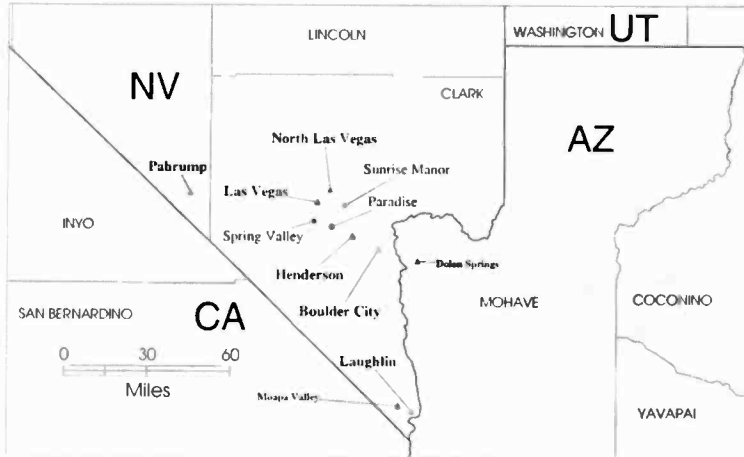 LINCOLN
WASHINGTON UT
NV
CLARK
AZ
North Las Vegas
Pahrump
Sunrise Manor
Las Vegas
Paradise
INYO
Spring Valley
Henderson
Dolan Springs
Boulder City
MOHAVE
COCOININO
SAN BERNARDINO
CA
0 30 60
Miles
Laughlin
Moapa Valley
YAVAPAI